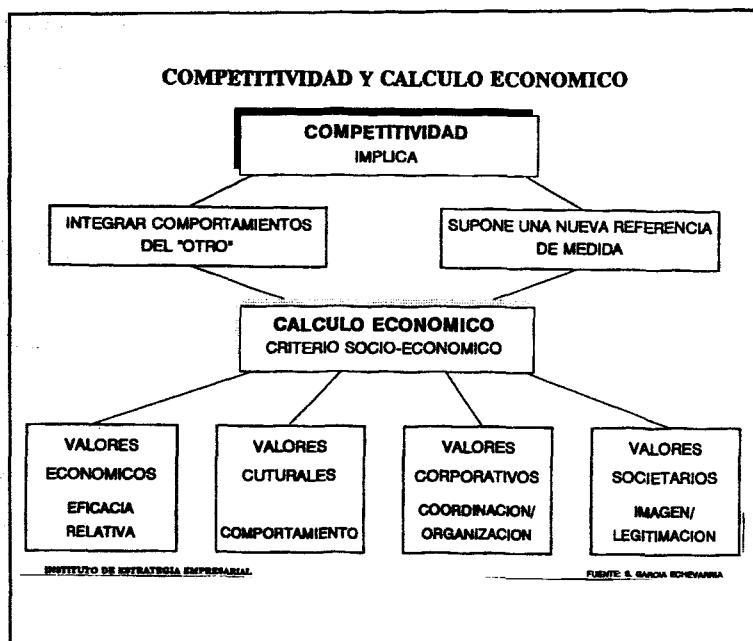 COMPETITIVIDAD Y CALCULO ECONOMICO
COMPETITIVIDAD
IMPLICA
INTEGRAR COMPORTAMIENTOS
DEL "OTRO"
SUPONE UNA NUEVA REFERENCIA
DE MEDIDA
CALCULO ECONOMICO
CRITERIO SOCIO-ECONOMICO
VALORES
ECONOMICOS
EFICACIA
RELATIVA
VALORES
CUTURALES
COMPORTAMIENTO
VALORES
CORPORATIVOS
COORDINACION/
ORGANIZACION
VALORES
SOCIETARIOS
IMAGEN/
LEGITIMACION
INSTITUTO DE ESTRATEGIA EMPRESARIAL
FUENTE: S. GARCIA ECHEVARRIA